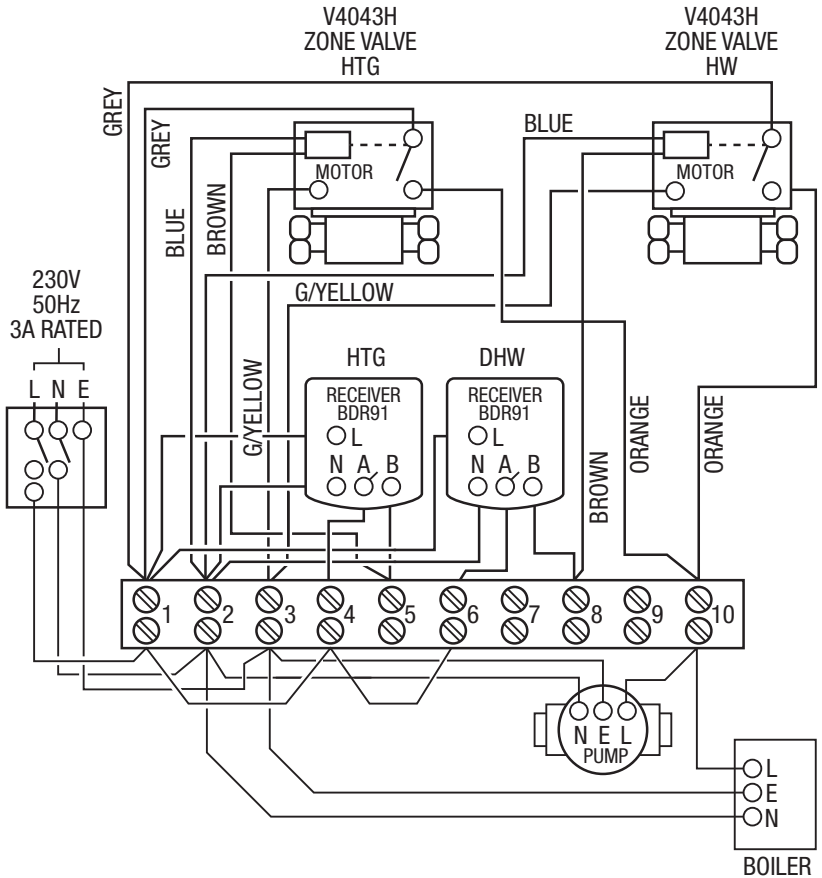 V4043H
ZONE VALVE
HTG
V4043H
ZONE VALVE
HW
GREY
GREY
BLUE
BROWN
MOTOR
BLUE
MOTOR
G/YELLOW
230V
50Hz
3A RATED
L N E
G/YELLOW
HTG
RECEIVER
BDR91
L
N A B
DHW
RECEIVER
BDR91
L
N A B
BROWN
ORANGE
ORANGE
1 2 3 4 5 6 7 8 9 10
N E L
PUMP
L
E
N
BOILER